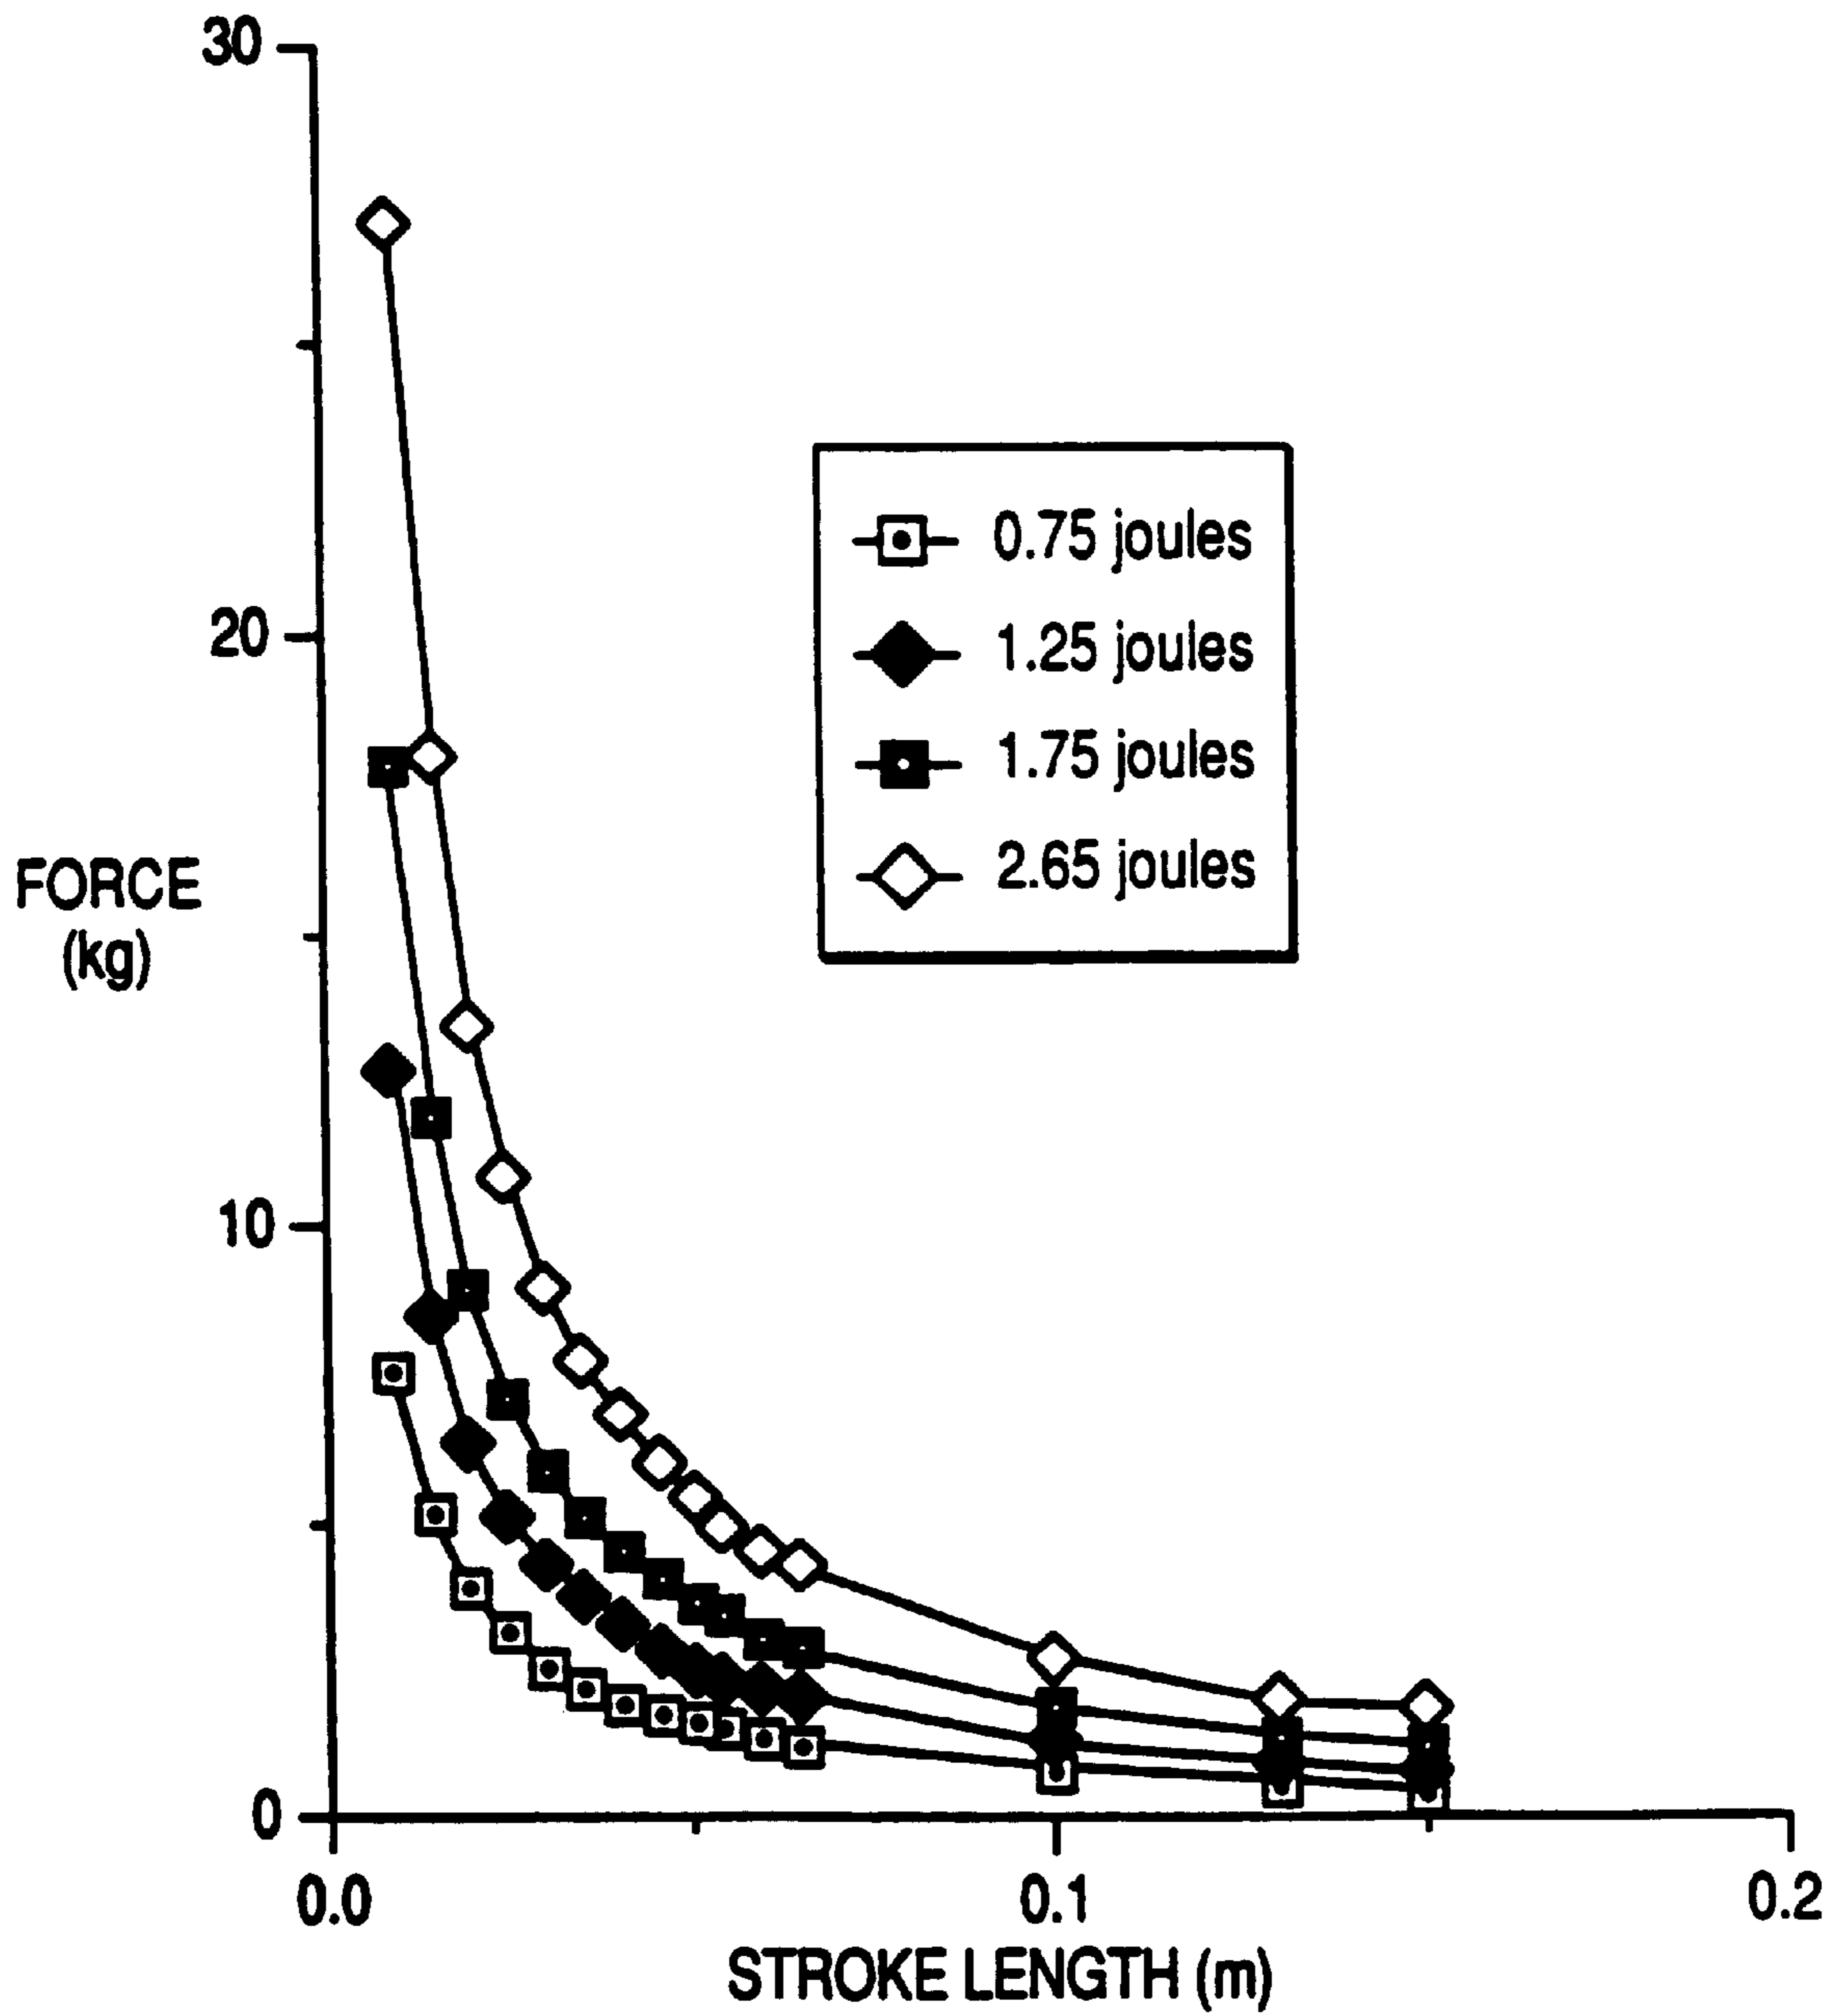 30
20
10
0
FORCE
(kg)
0.75 joules
1.25 joules
1.75 joules
2.65 joules
0.0
0.1
0.2
STROKE LENGTH (m)